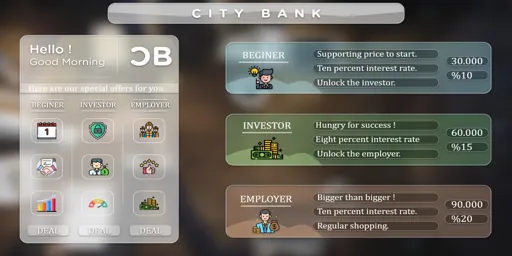 CITY BANK
Hello !
Good Morning
ƆB
Here are our special offers for you.
BEGINER INVESTOR EMPLOYER
1
DEAL DEAL DEAL
BEGINER
Supporting price to start.
Ten percent interest rate.
Unlock the investor.
30.000
%10
INVESTOR
Hungry for success !
Eight percent interest rate
Unlock the employer.
60.000
%15
EMPLOYER
Bigger than bigger !
Ten percent interest rate.
Regular shopping.
90.000
%20